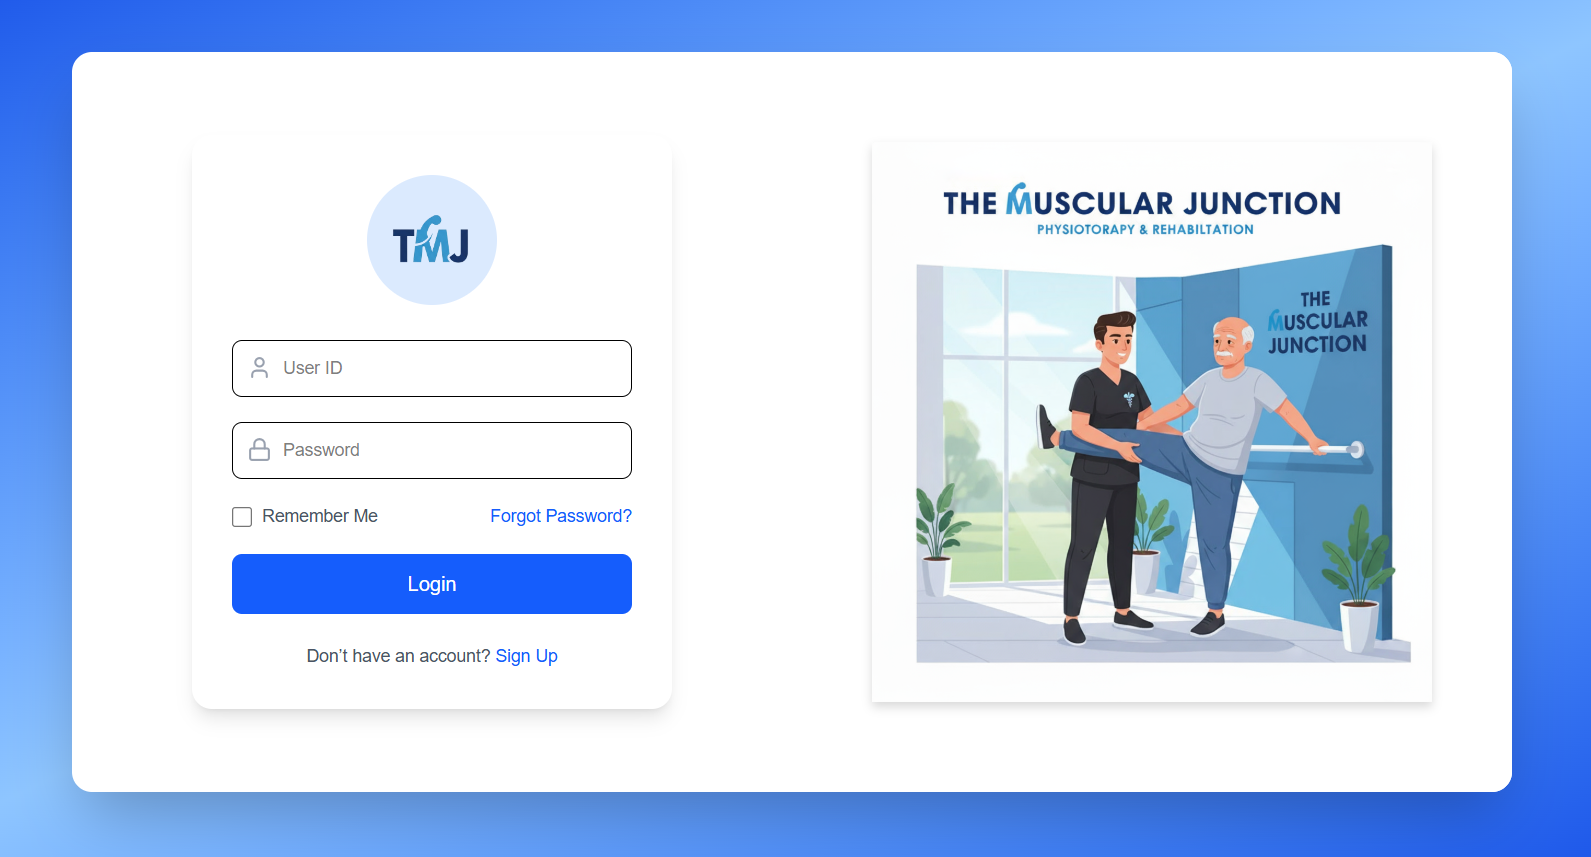 TMJ
User ID
Password
Remember Me
Forgot Password?
Login
Don't have an account? Sign Up
THE MUSCULAR JUNCTION
PHYSIOTORAPY & REHABILTATION
THE
MUSCULAR
JUNCTION